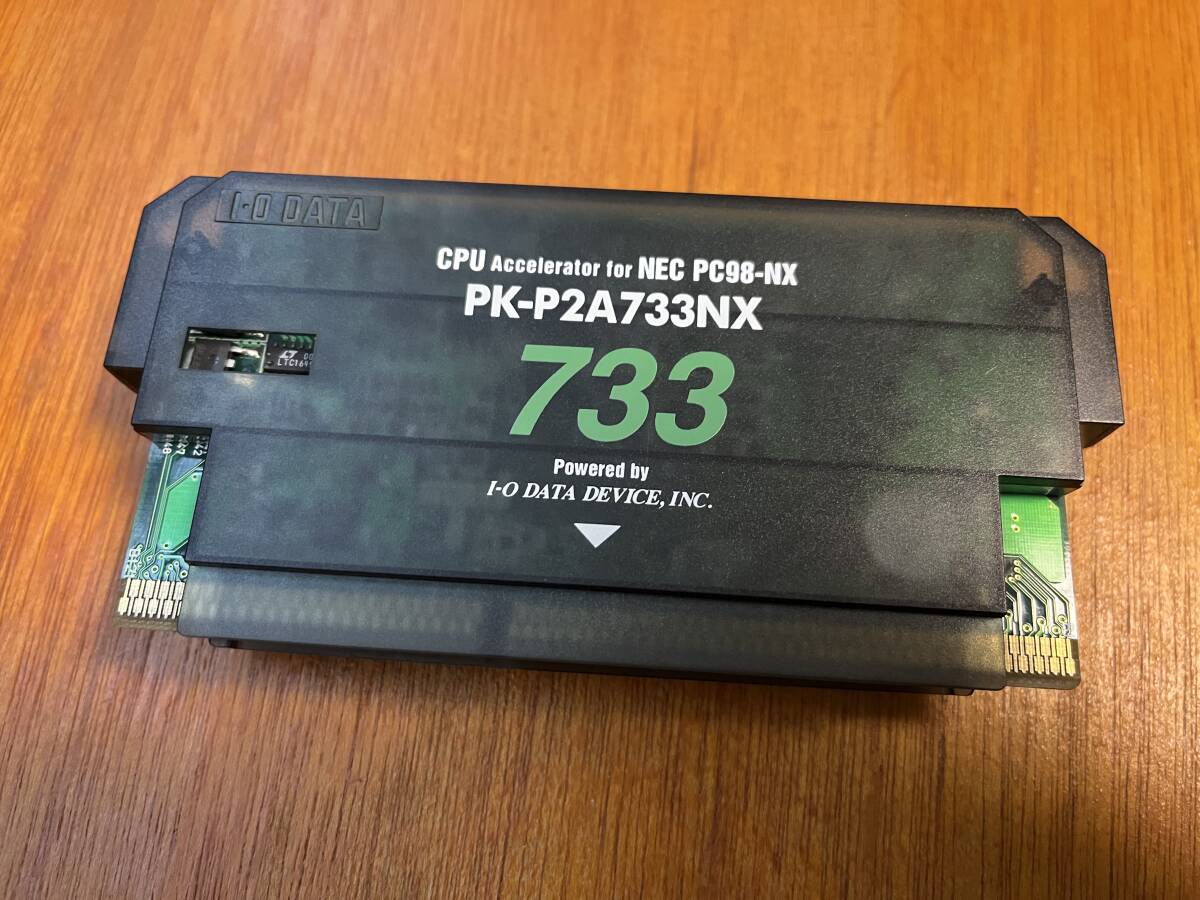 I-O DATA
CPU Accelerator for NEC PC98-NX
PK-P2A733NX
733
Powered by
I-O DATA DEVICE, INC.